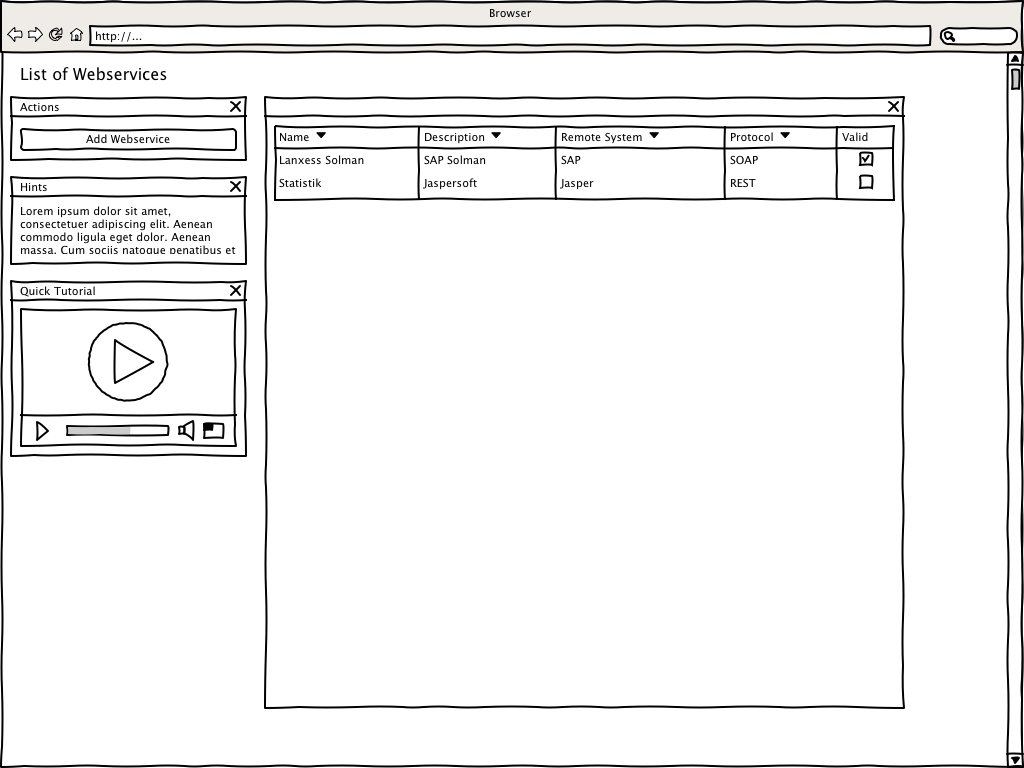 Browser
http://...
List of Webservices
Actions
Add Webservice
Hints
Lorem ipsum dolor sit amet,
consectetuer adipiscing elit. Aenean
commodo ligula eget dolor. Aenean
massa. Cum sociis natoque penatibus et
Quick Tutorial
Name Description Remote System Protocol Valid
Lanxess Solman SAP Solman SAP SOAP
Statistik Jaspersoft Jasper REST